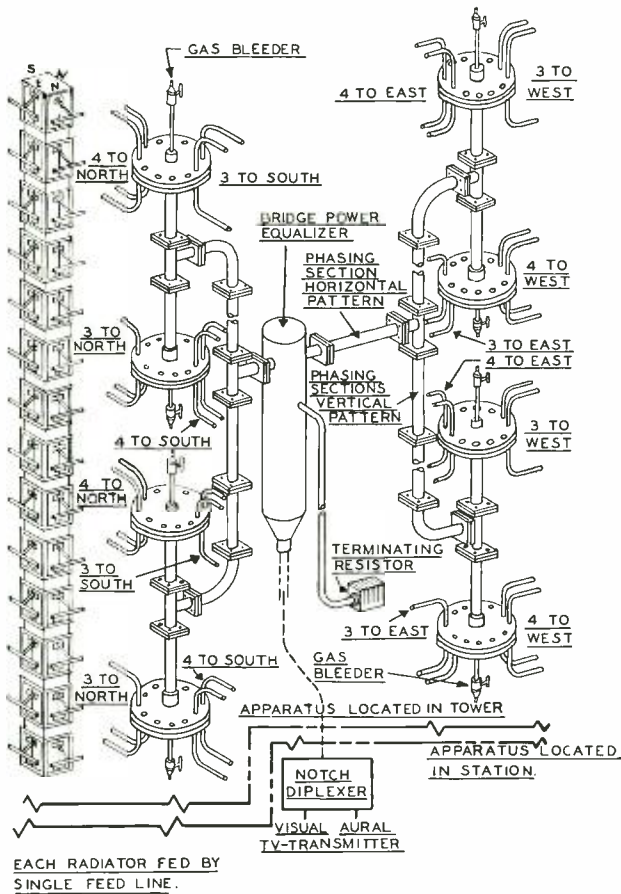 GAS BLEEDER
S
W
E
N
4 TO
NORTH
3 TO SOUTH
3 TO
NORTH
4 TO SOUTH
4 TO
NORTH
3 TO
SOUTH
4 TO SOUTH
3 TO
NORTH
BRIDGE POWER
EQUALIZER
PHASING
SECTION
HORIZONTAL
PATTERN
PHASING
SECTIONS
VERTICAL
PATTERN
TERMINATING
RESISTOR
4 TO EAST
3 TO
WEST
4 TO
WEST
3 TO EAST
4 TO EAST
3 TO
WEST
3 TO EAST
4 TO
WEST
GAS
BLEEDER
APPARATUS LOCATED IN TOWER
APPARATUS LOCATED
IN STATION.
NOTCH
DIPLEXER
VISUAL AURAL
TV-TRANSMITTER
EACH RADIATOR FED BY
SINGLE FEED LINE.